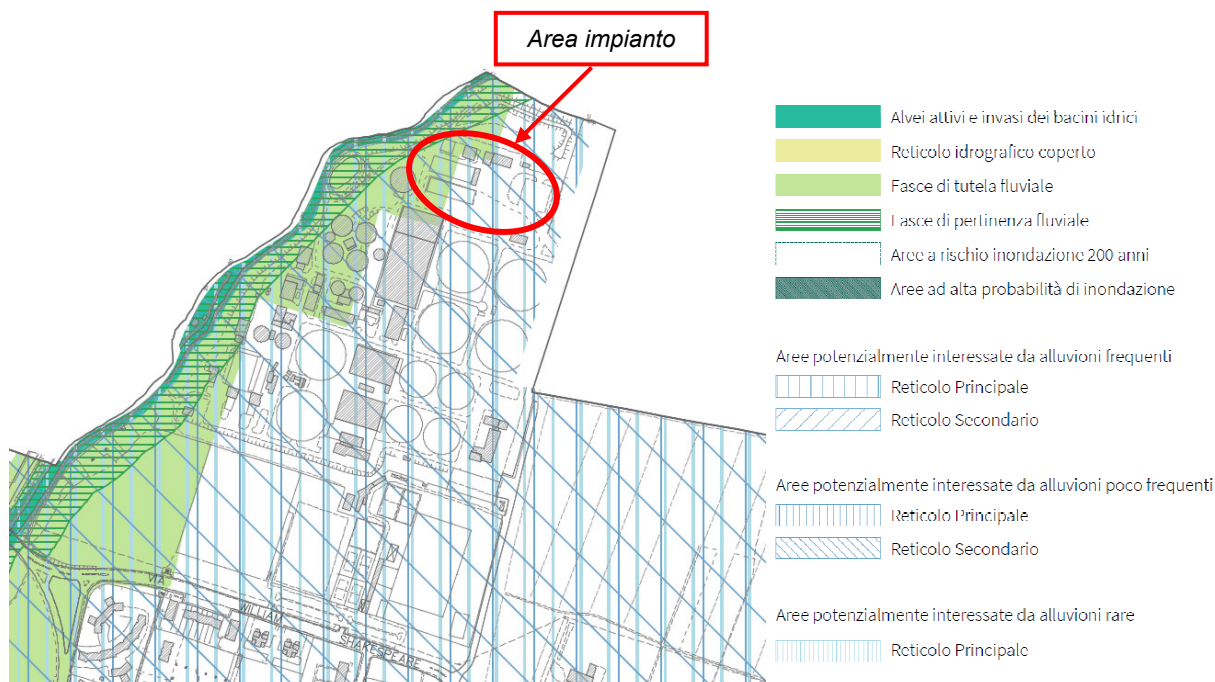 Area impianto
Alvei attivi e invasi dei bacini idrici
Reticolo idrografico coperto
Fasce di tutela fluviale
Fasce di pertinenza fluviale
Aree a rischio inondazione 200 anni
Aree ad alta probabilità di inondazione
Aree potenzialmente interessate da alluvioni frequenti
Reticolo Principale
Reticolo Secondario
Aree potenzialmente interessate da alluvioni poco frequenti
Reticolo Principale
Reticolo Secondario
Aree potenzialmente interessate da alluvioni rare
Reticolo Principale
VIA
WILLIAM
SHAKESPEARE